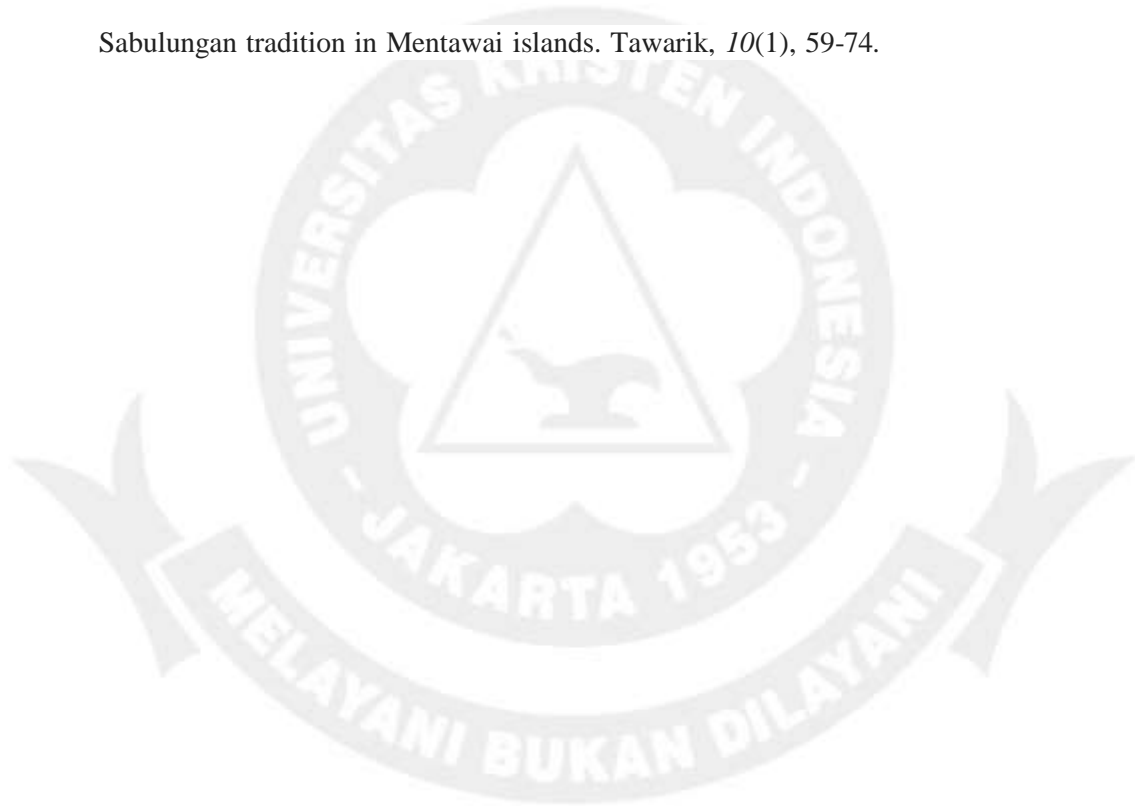 Sabulungan tradition in Mentawai islands. Tawarik, 10(1), 59-74.
UNIVERSITAS KRISTEN INDONESIA
- JAKARTA 1953 -
MELAYANI BUKAN DILAYANI